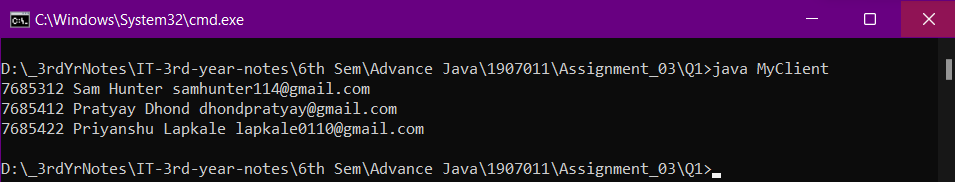 C:\Windows\System32\cmd.exe
D:\_3rdYrNotes\IT-3rd-year-notes\6th Sem\Advance Java\1907011\Assignment_03\Q1>java MyClient
7685312 Sam Hunter samhunter114@gmail.com
7685412 Pratyay Dhond dhondpratyay@gmail.com
7685422 Priyanshu Lapkale lapkale0110@gmail.com
D:\_3rdYrNotes\IT-3rd-year-notes\6th Sem\Advance Java\1907011\Assignment_03\Q1>